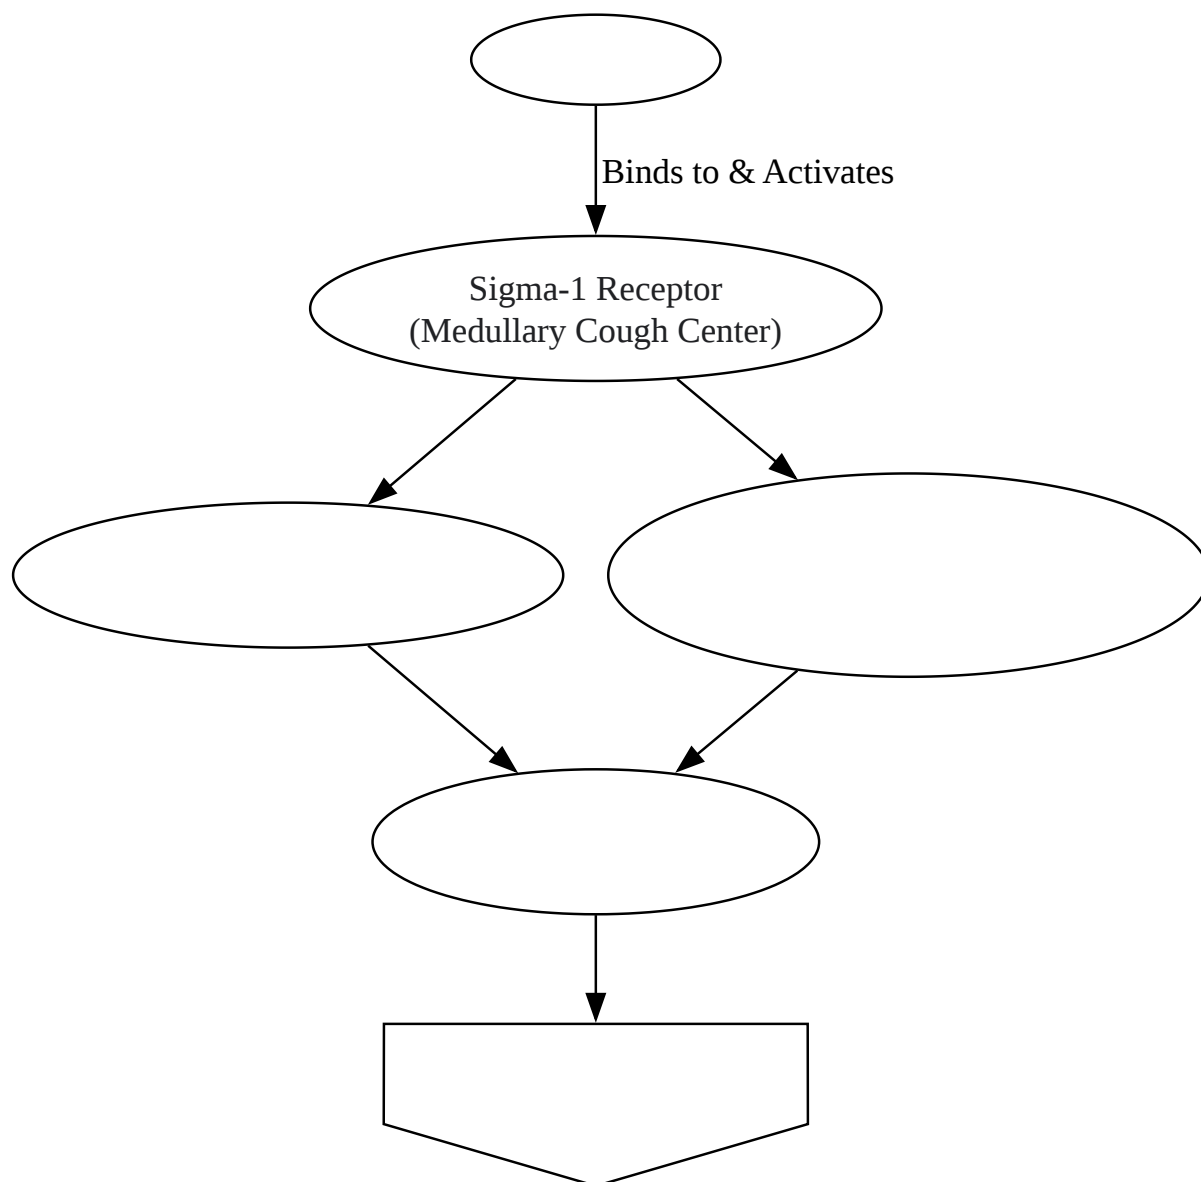 Binds to & Activates
Sigma-1 Receptor
(Medullary Cough Center)